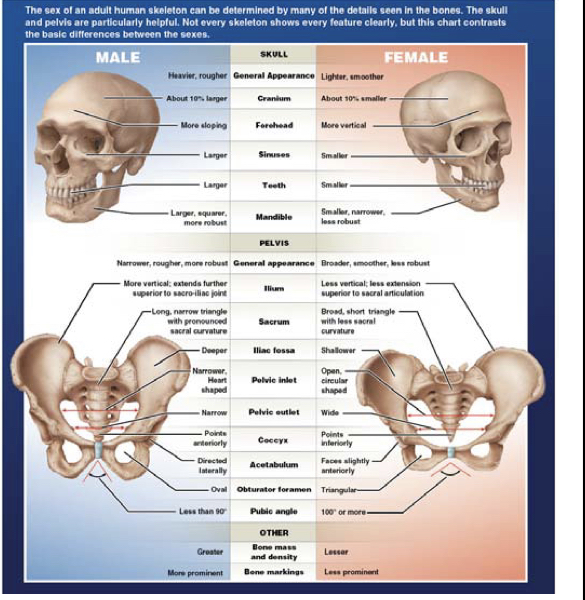 The sex of an adult human skeleton can be determined by many of the details seen in the bones. The skull
and pelvis are particularly helpful. Not every skeleton shows every feature clearly, but this chart contrasts
the basic differences between the sexes.
MALE
SKULL
FEMALE
Heavier, rougher General Appearance Lighter, smoother
About 10% larger Cranium About 10% smaller
More sloping Forehead More vertical
Larger Sinuses Smaller
Larger Teeth Smaller
Larger, squarer,
more robust
Mandible
Smaller, narrower,
less robust
PELVIS
Narrower, rougher, more robust General appearance Broader, smoother, less robust
More vertical; extends further
superior to sacro-iliac joint
Ilium
Less vertical; less extension
superior to sacral articulation
Long, narrow triangle
with pronounced
sacral curvature
Sacrum
Broad, short triangle
with less sacral
curvature
Deeper Iliac fossa Shallower
Narrower,
Heart
shaped
Pelvic inlet
Open,
circular
shaped
Narrow Pelvic outlet Wide
Points
anteriorly
Coccyx
Points
inferiorly
Directed
laterally
Acetabulum
Faces slightly
anteriorly
Oval Obturator foramen Triangular
Less than 90° Pubic angle 100° or more
OTHER
Greater
Bone mass
and density
Lesser
More prominent Bone markings Less prominent